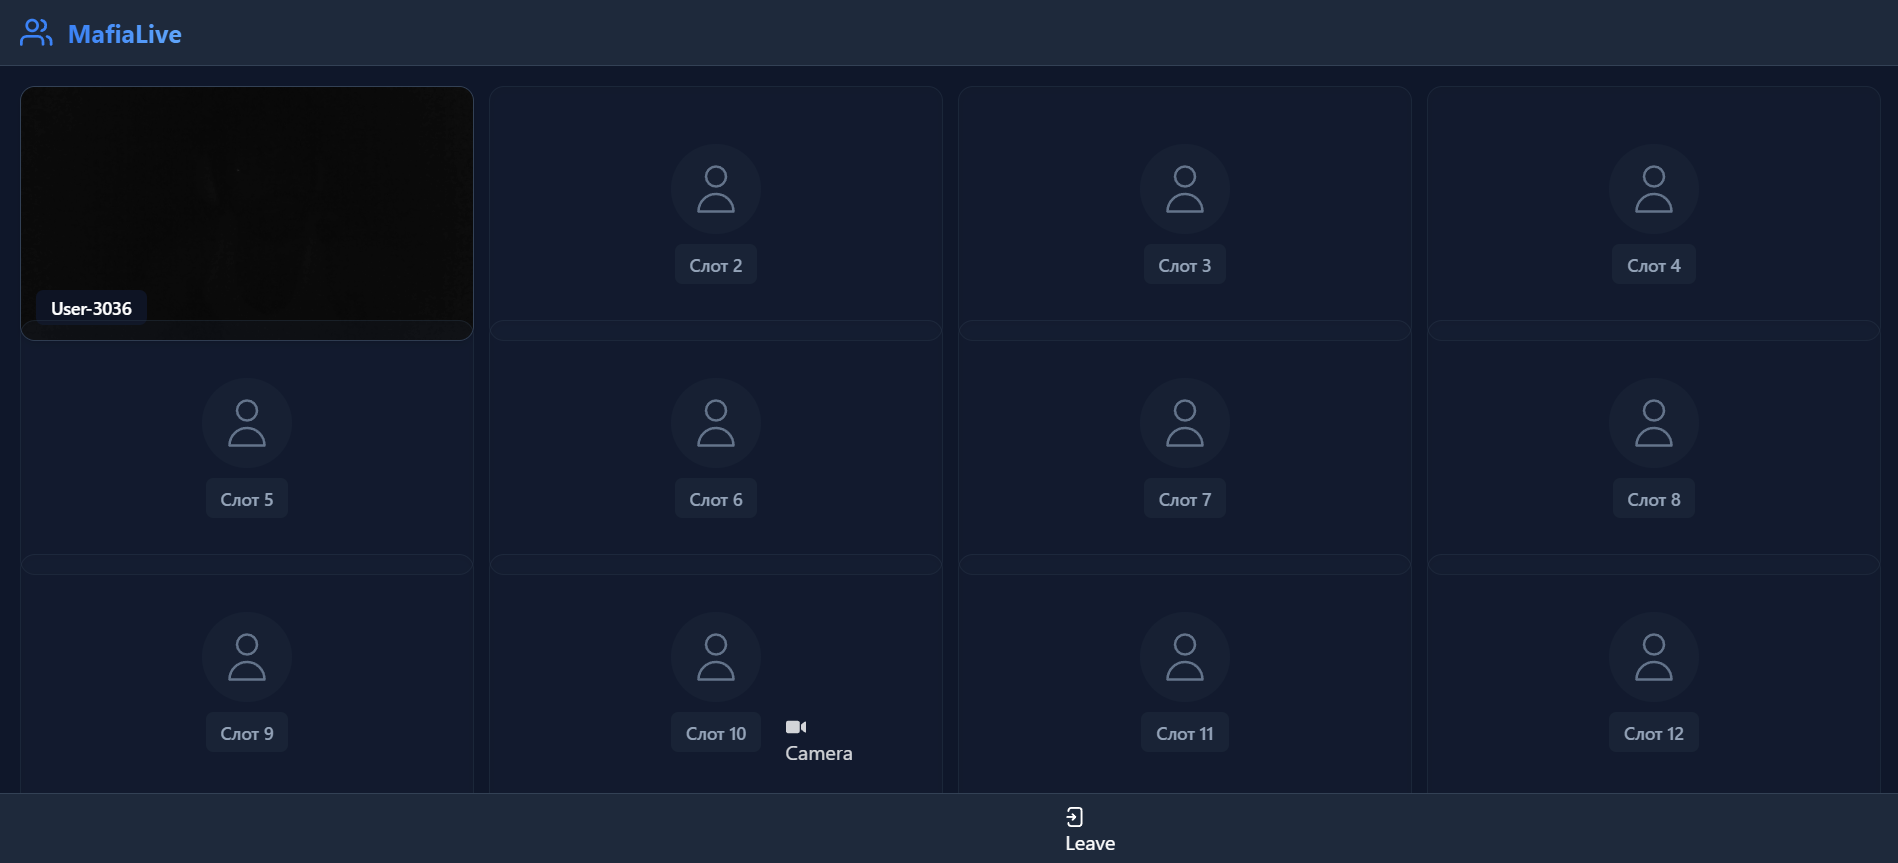 MafiaLive
User-3036
Слот 2
Слот 3
Слот 4
Слот 5
Слот 6
Слот 7
Слот 8
Слот 9
Слот 10
Слот 11
Слот 12
Camera
Leave